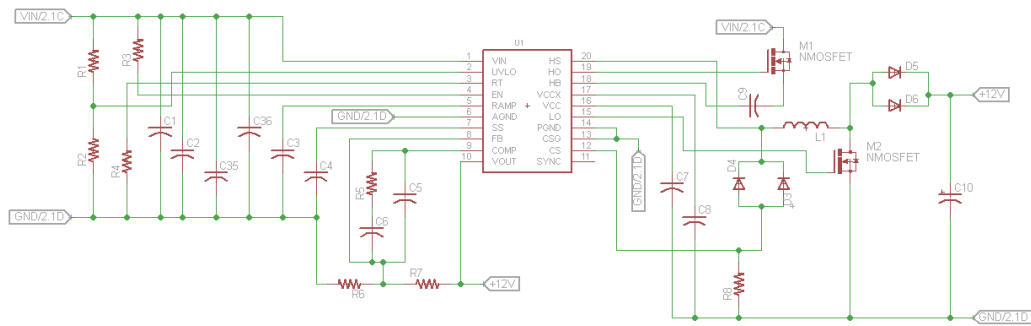 VIN/2.1C
R1
R3
R2
R4
C1
C2
C35
C36
C3
C4
GND/2.1D
GND/2.1D
R5
C5
C6
R6
R7
+12V
U1
1 VIN HS 20
2 UVLO HO 19
3 RT HB 18
4 EN VCCX 17
5 RAMP VCC 16
6 AGND LO 15
7 SS PGND 14
8 FB CSG 13
9 COMP CS 12
10 VOUT SYNC 11
+
GND/2.1D
VIN/2.1C
M1
NMOSFET
C9
L1
D5
D6
+12V
M2
NMOSFET
D4
D3
+
C7
C8
R8
+
C10
GND/2.1D